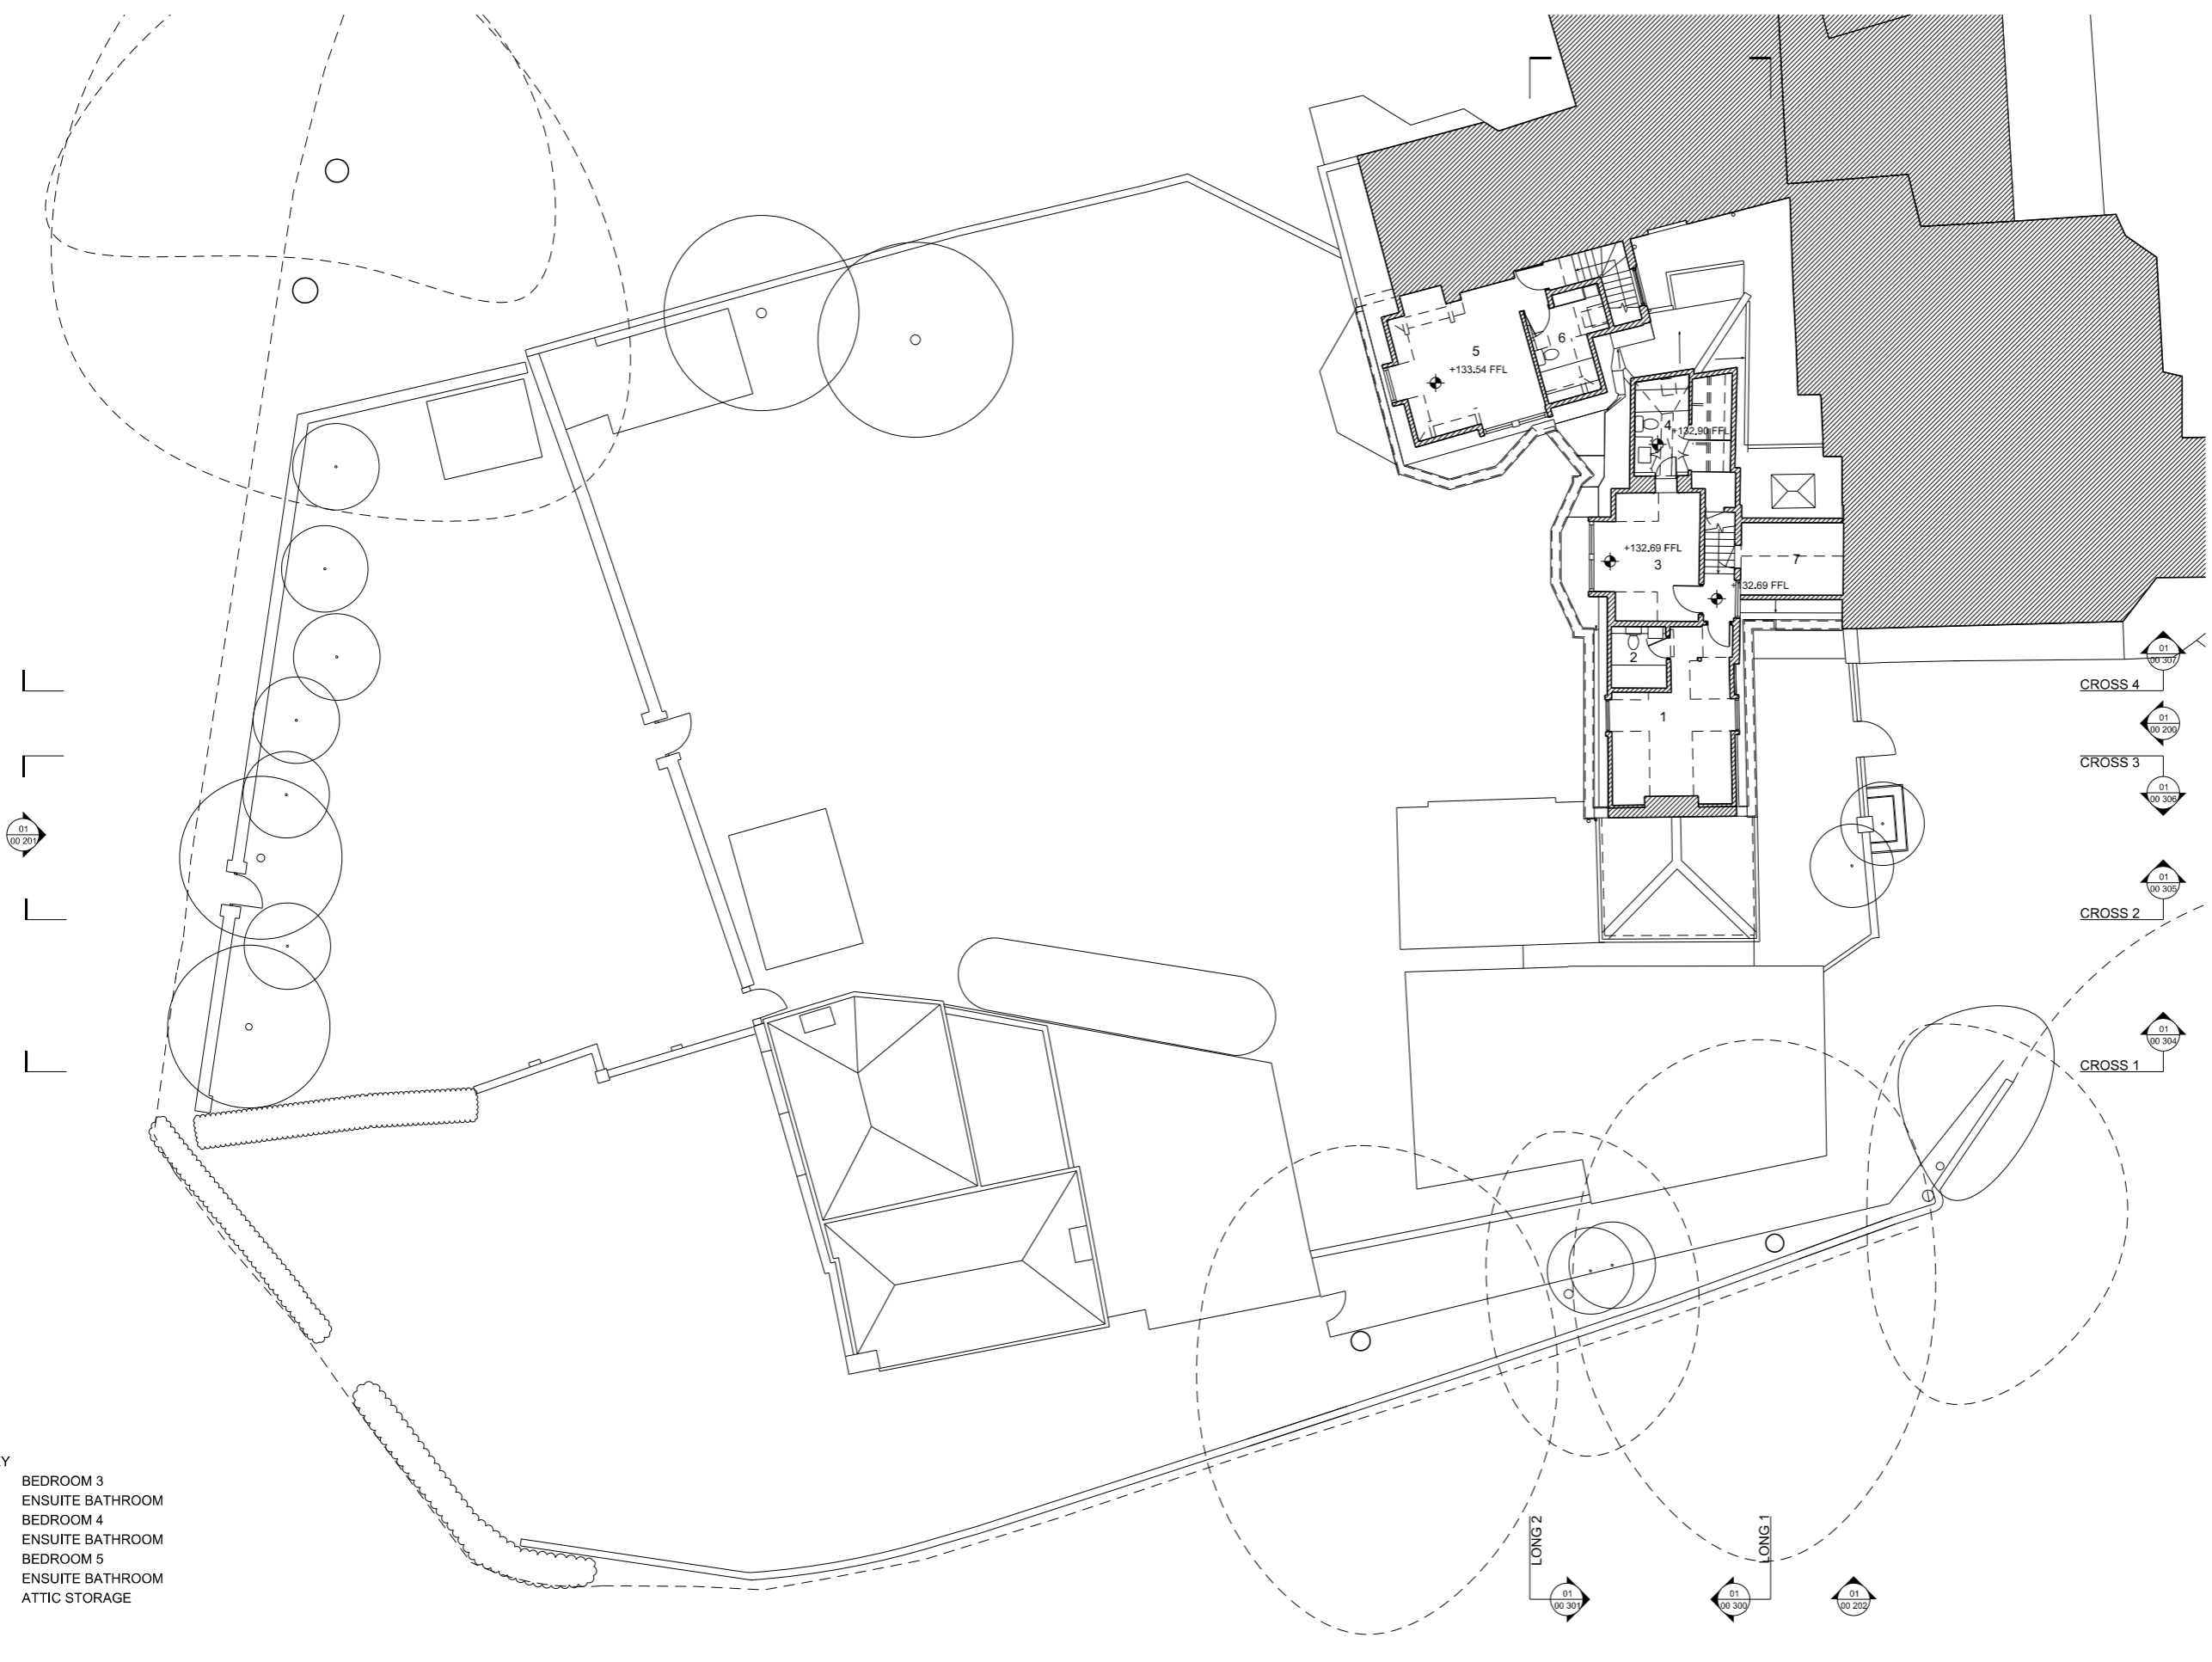 5
+133.54 FFL
6
4
+132.90 FFL
+132.69 FFL
3
7
2
1
01
00 307
CROSS 4
01
00 200
CROSS 3
01
00 306
01
00 201
01
00 305
CROSS 2
01
00 304
CROSS 1
Y
BEDROOM 3
ENSUITE BATHROOM
BEDROOM 4
ENSUITE BATHROOM
BEDROOM 5
ENSUITE BATHROOM
ATTIC STORAGE
LONG 2
LONG 1
01
00 301
01
00 300
01
00 202